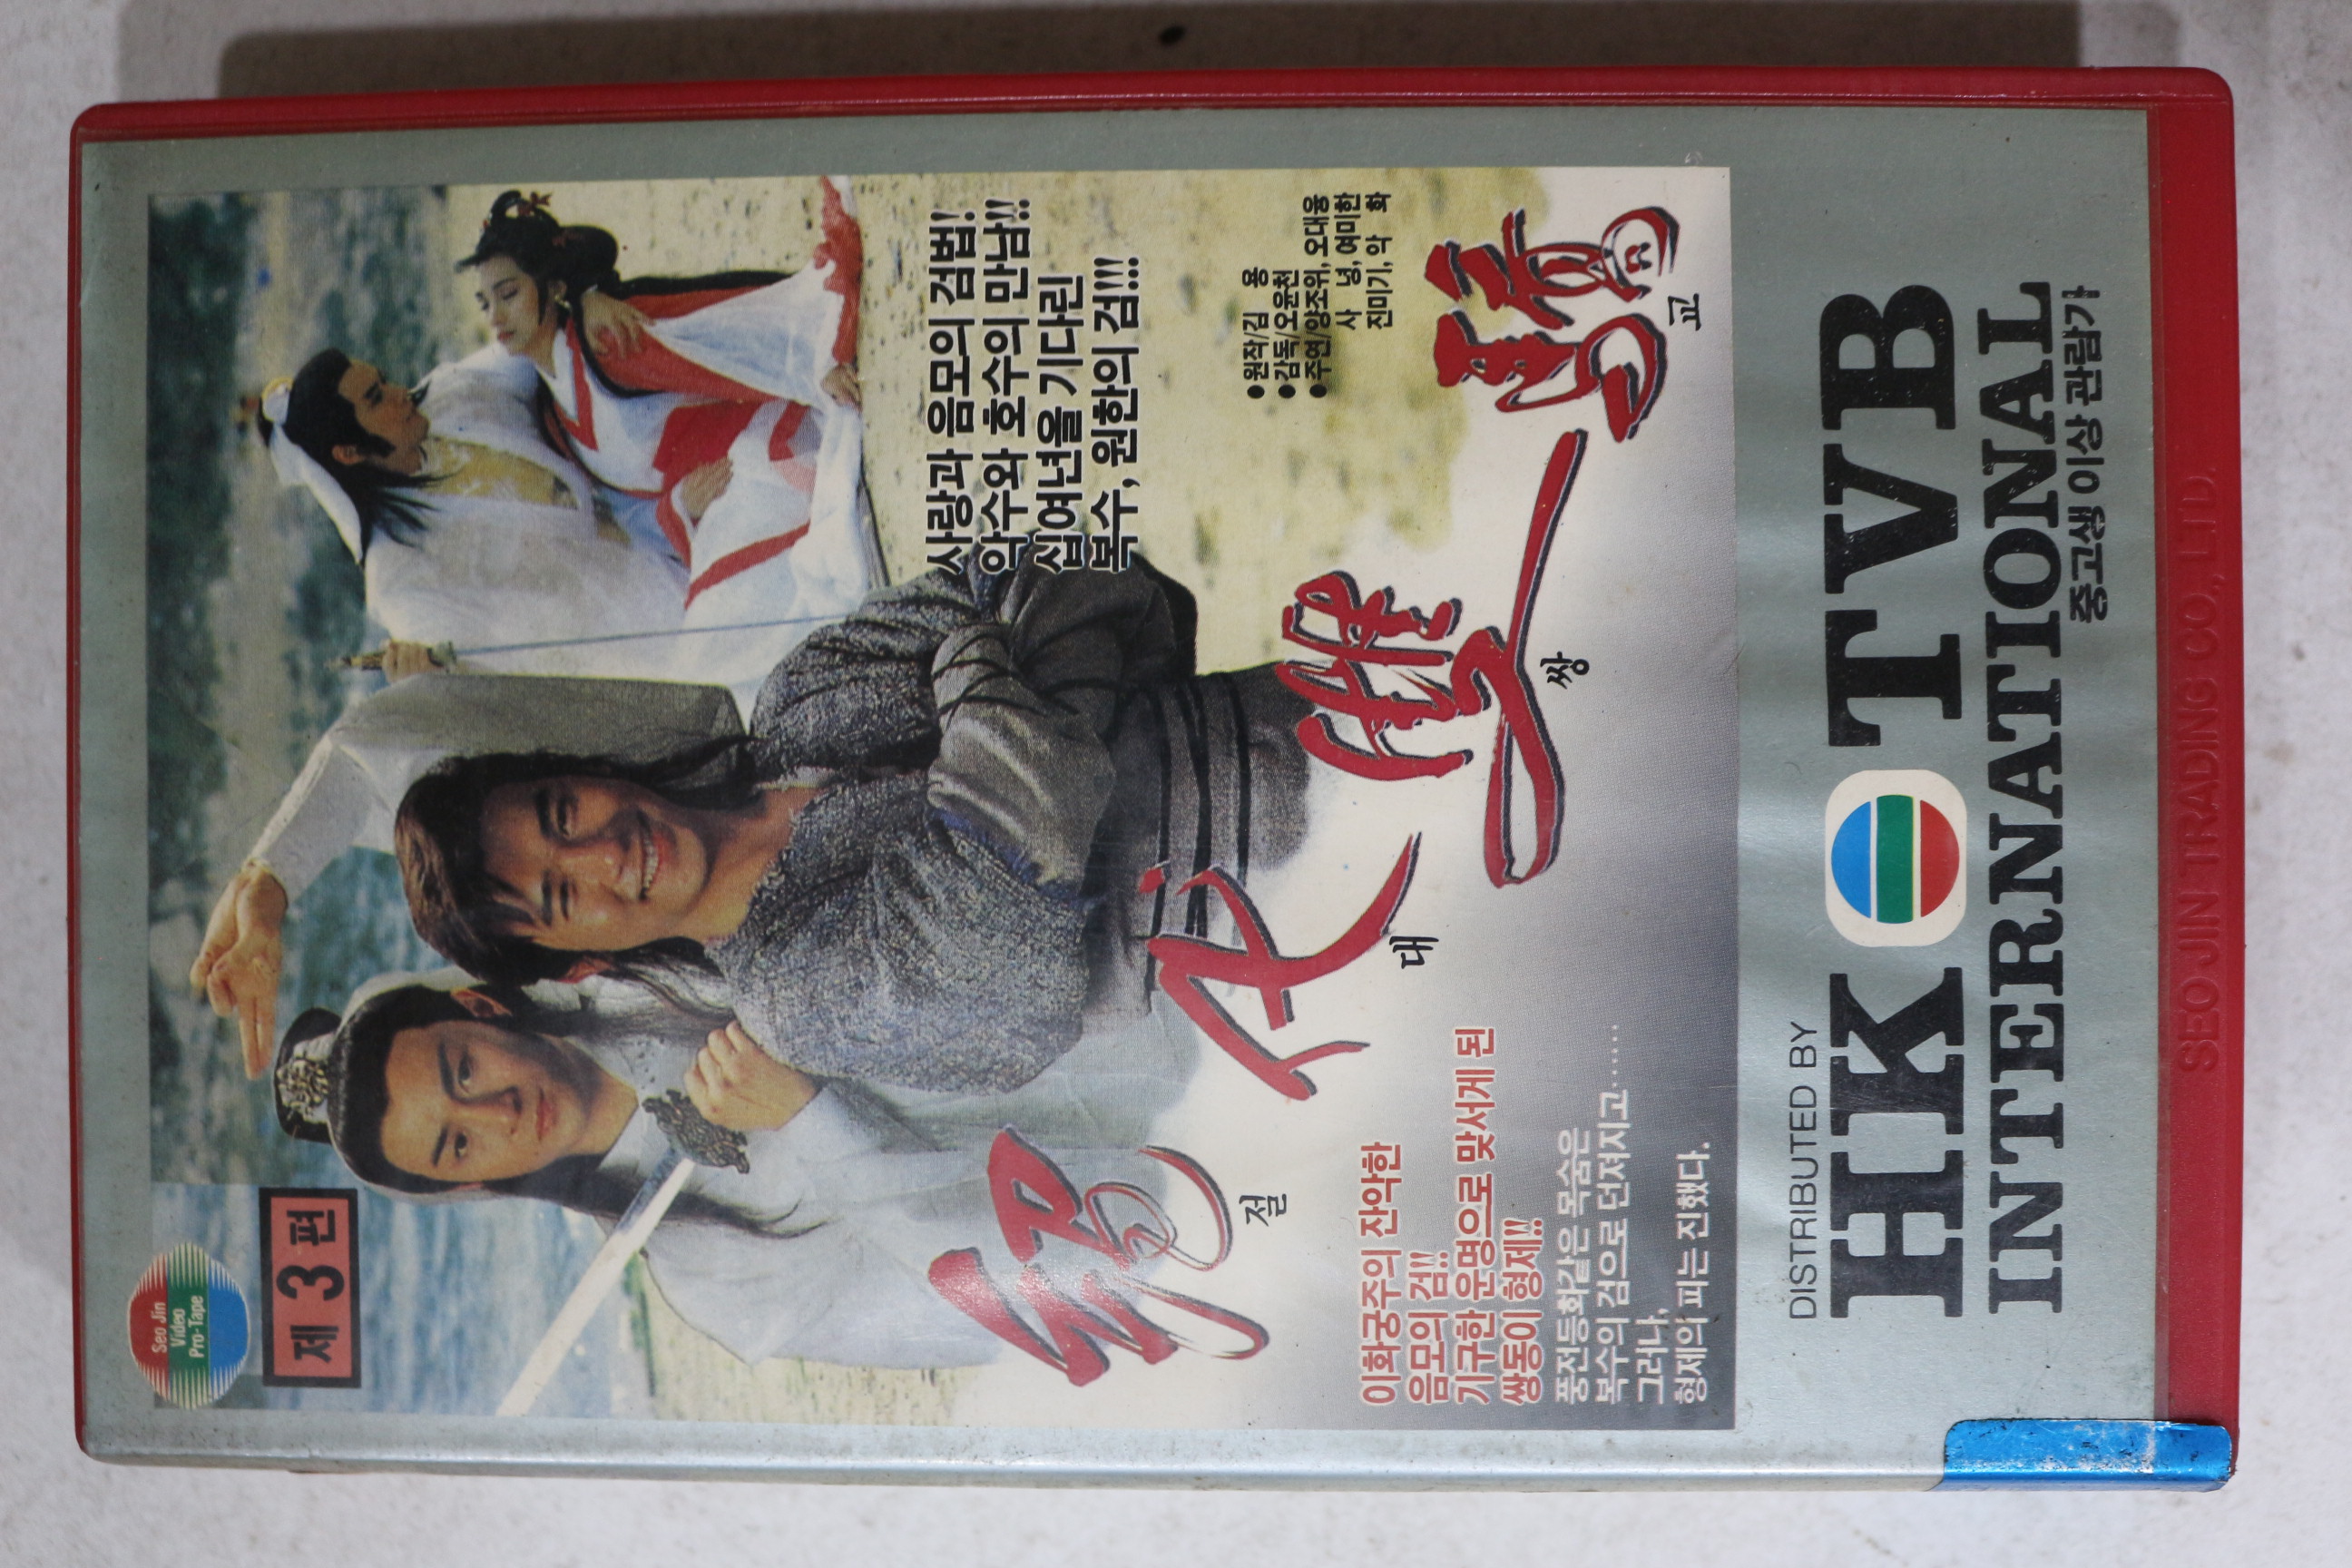 Seo Jin
Video
Pro-Tape
제 3 편
사랑과 음모의 검법!
악수와 호수의 만남!!
십여년을 기다린
복수, 원한의 검!!!
●원작/김 용
●감독/오윤천
●주연/양조위, 오대융
사 녕, 여미한
진미기, 악 화
絕代雙驕
절
대
쌍
교
이화궁주의 잔악한
음모의 검!!
기구한 운명으로 맞서게 된
쌍동이 형제!!
풍전등화같은 목숨은
복수의 검으로 던져지고……
그러나,
형제의 피는 진했다.
DISTRIBUTED BY
HK TVB
INTERNATIONAL
중고생 이상 관람가
SEO JIN TRADING CO., LTD.